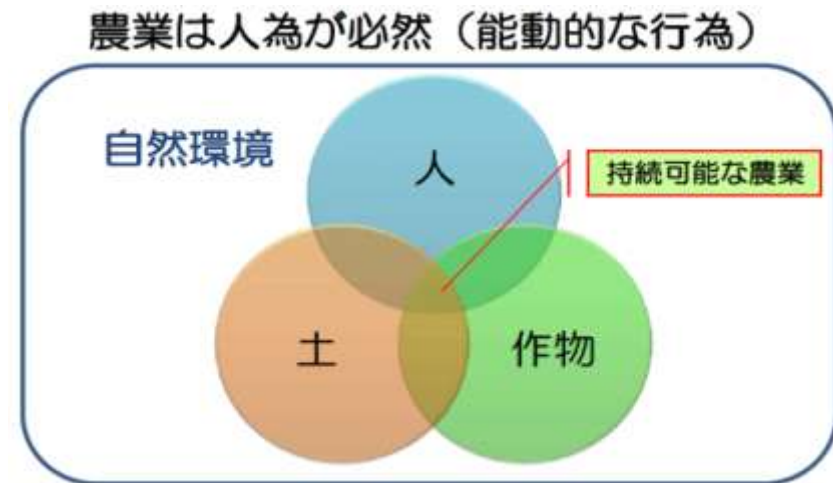 農業は人為が必然（能動的な行為）
自然環境
人
持続可能な農業
土
作物